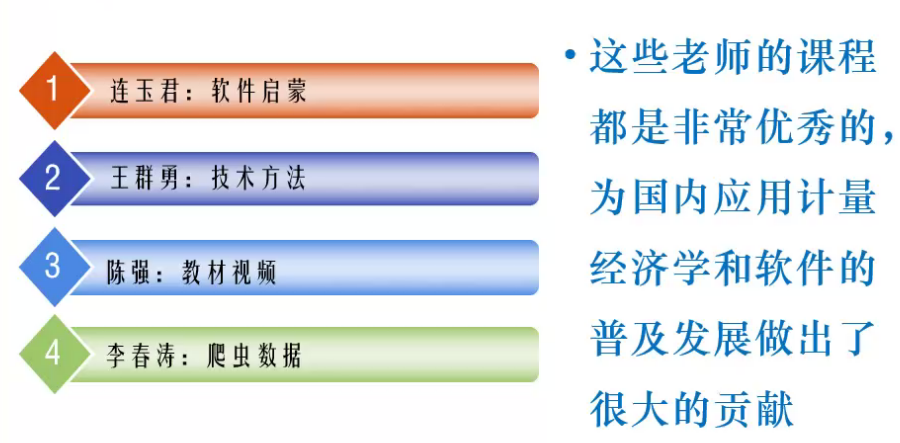 1 连玉君：软件启蒙
2 王群勇：技术方法
3 陈强：教材视频
4 李春涛：爬虫数据
• 这些老师的课程
都是非常优秀的，
为国内应用计量
经济学和软件的
普及发展做出了
很大的贡献